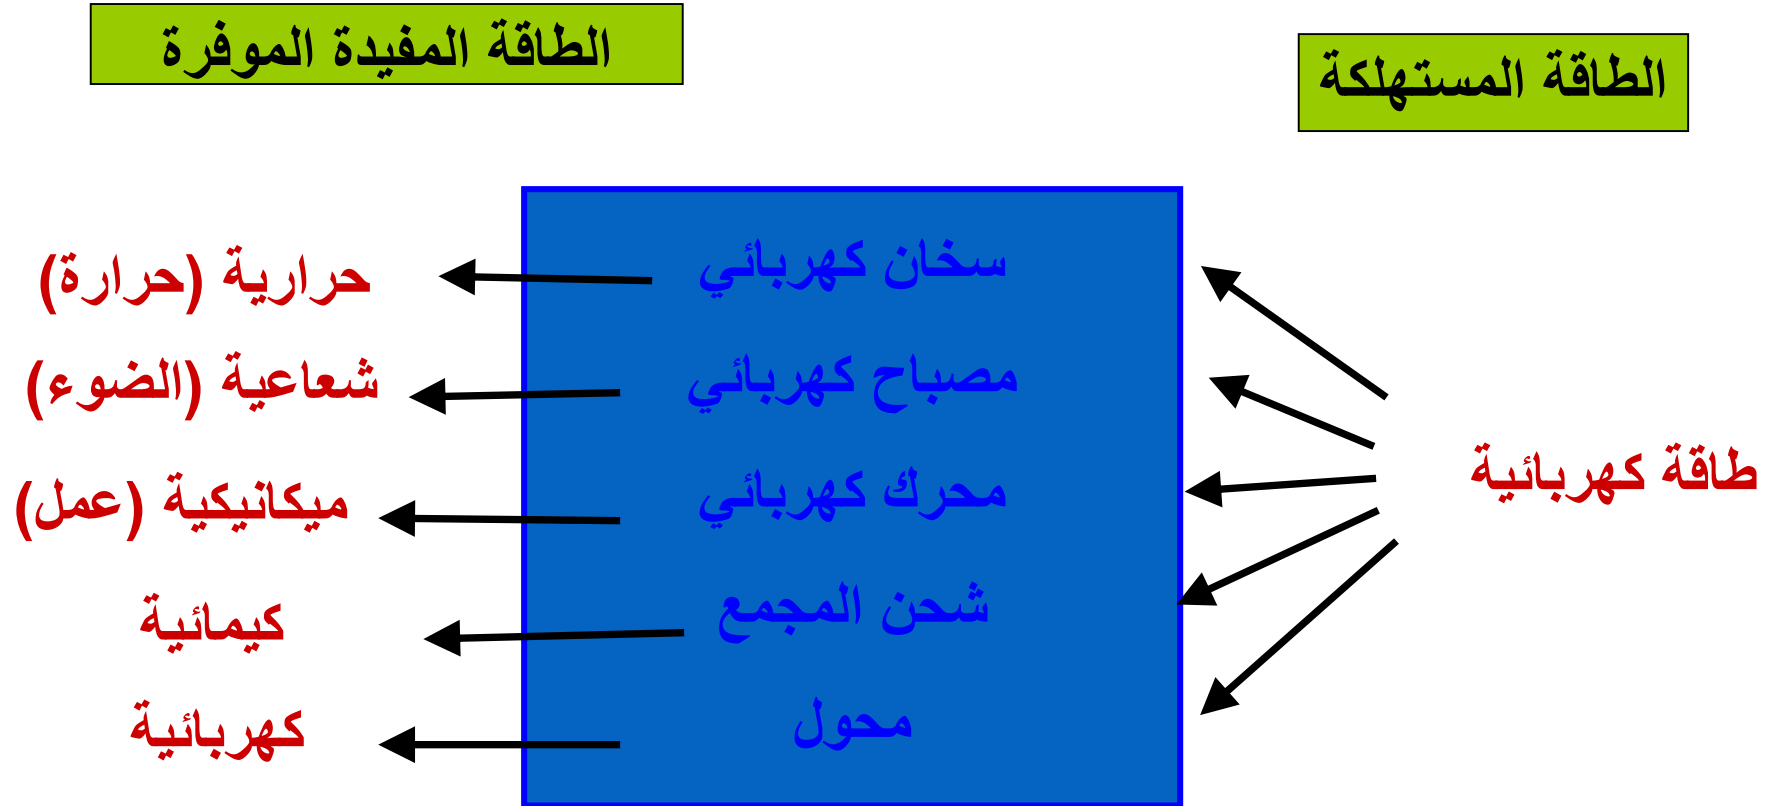 الطاقة المستهلكة
الطاقة المفيدة الموفرة
طاقة كهربائية
سخان كهربائي
حرارية (حرارة)
مصباح كهربائي
شعاعية (الضوء)
محرك كهربائي
ميكانيكية (عمل)
شحن المجمع
كيمائية
محول
كهربائية